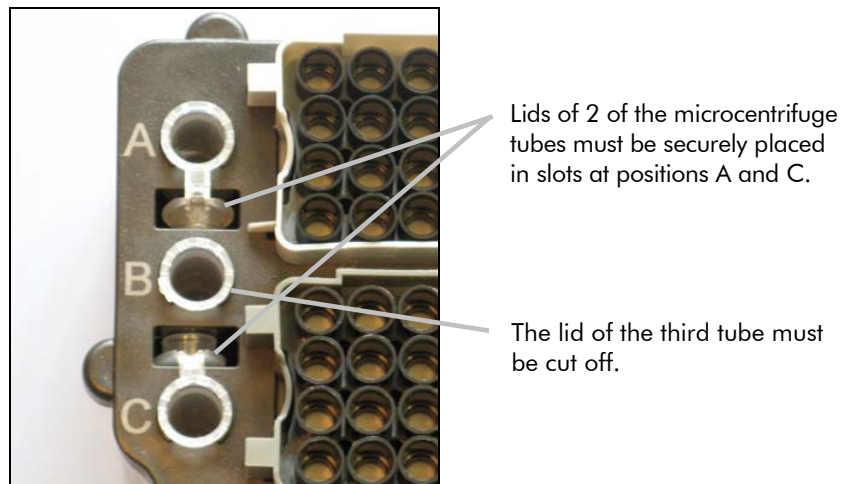 A
B
C
Lids of 2 of the microcentrifuge
tubes must be securely placed
in slots at positions A and C.
The lid of the third tube must
be cut off.